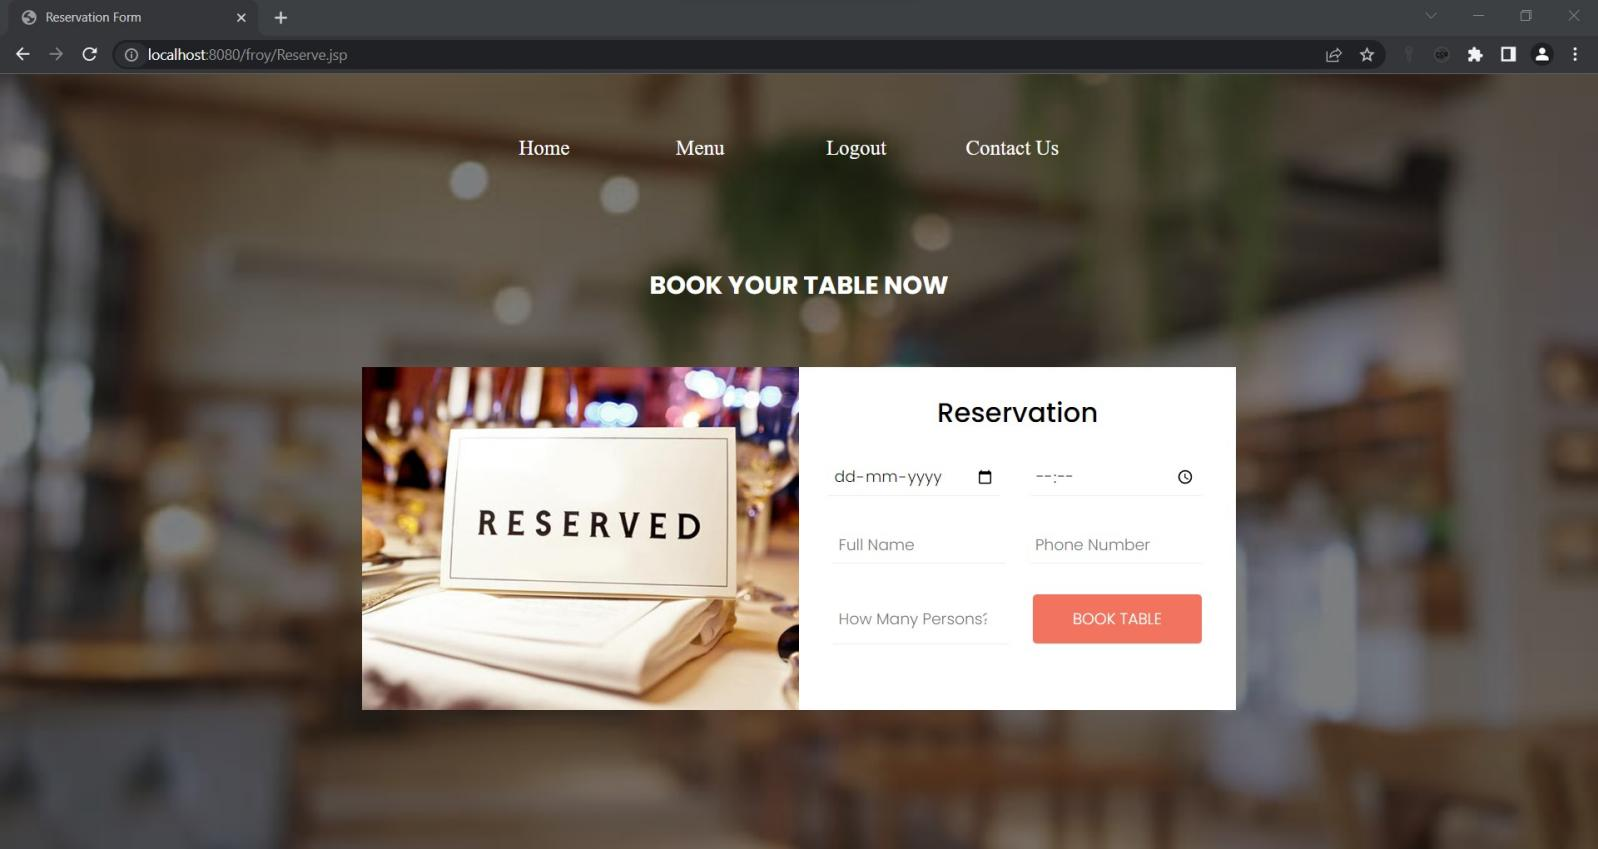 Reservation Form
localhost:8080/froy/Reserve.jsp
Home Menu Logout Contact Us
BOOK YOUR TABLE NOW
RESERVED
Reservation
dd-mm-yyyy --:--
Full Name Phone Number
How Many Persons? BOOK TABLE